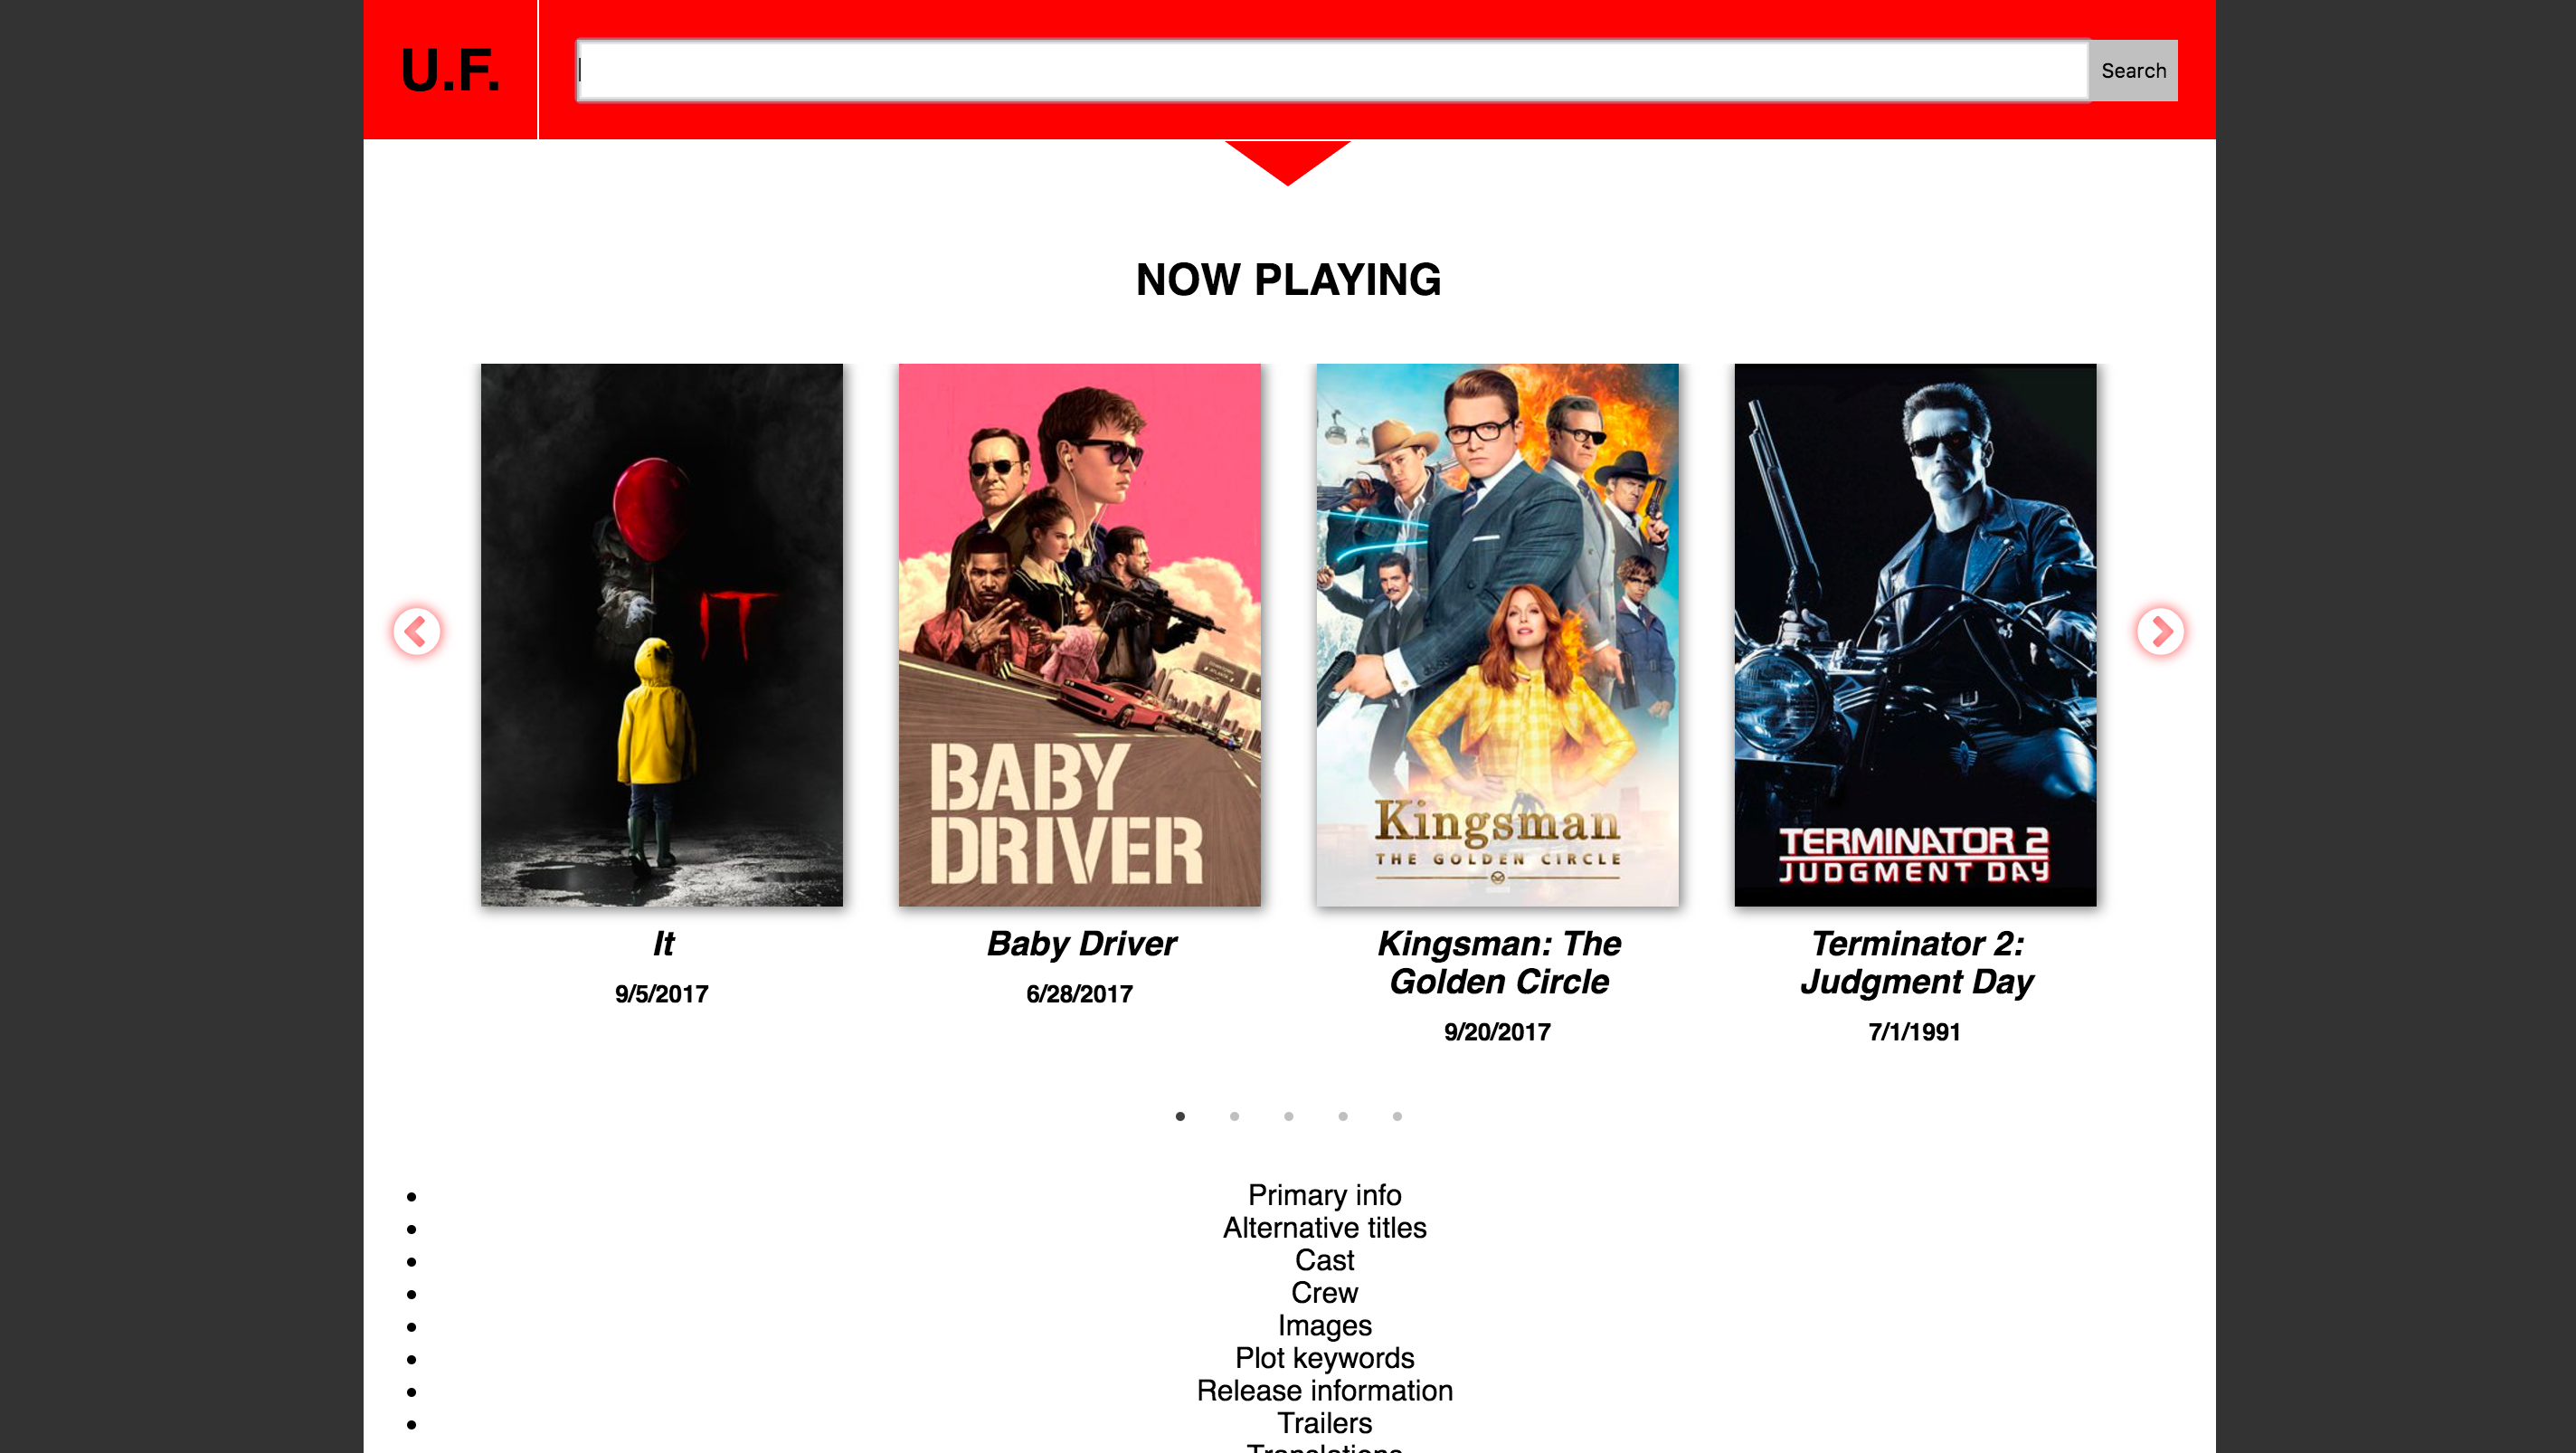 U.F.
Search
NOW PLAYING
IT
BABY
DRIVER
Kingsman
THE GOLDEN CIRCLE
TERMINATOR 2
JUDGMENT DAY
It
9/5/2017
Baby Driver
6/28/2017
Kingsman: The
Golden Circle
9/20/2017
Terminator 2:
Judgment Day
7/1/1991
Primary info
Alternative titles
Cast
Crew
Images
Plot keywords
Release information
Trailers
Translations